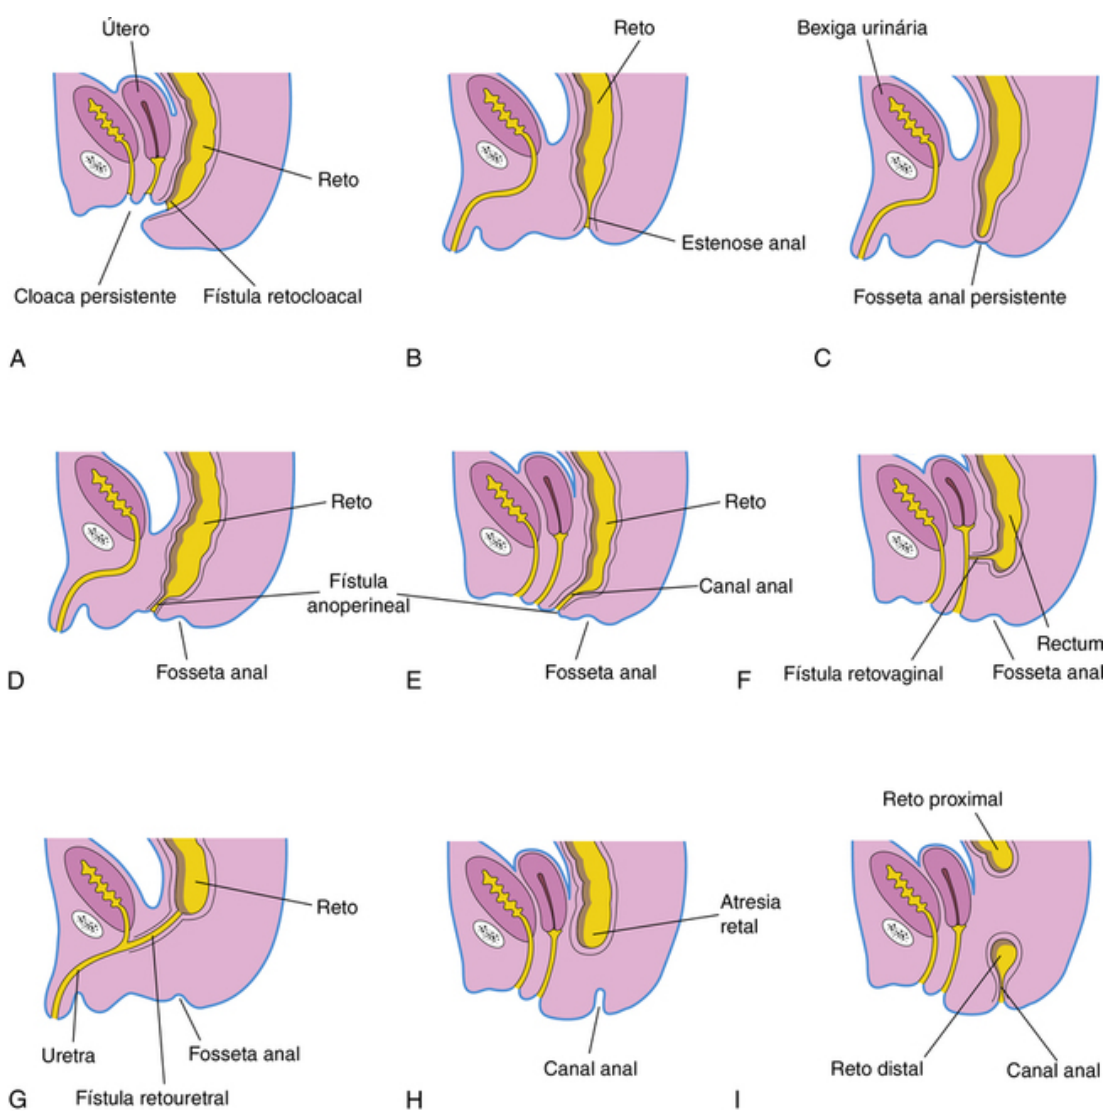 Útero
Reto
Cloaca persistente
Fístula retocloacal
A
Reto
Estenose anal
B
Bexiga urinária
Fosseta anal persistente
C
Reto
Fístula
anoperineal
Fosseta anal
D
Reto
Canal anal
Fosseta anal
E
Rectum
Fístula retovaginal
Fosseta anal
F
Reto
Uretra
Fosseta anal
Fístula retouretral
G
Atresia
retal
Canal anal
H
Reto proximal
Reto distal
Canal anal
I